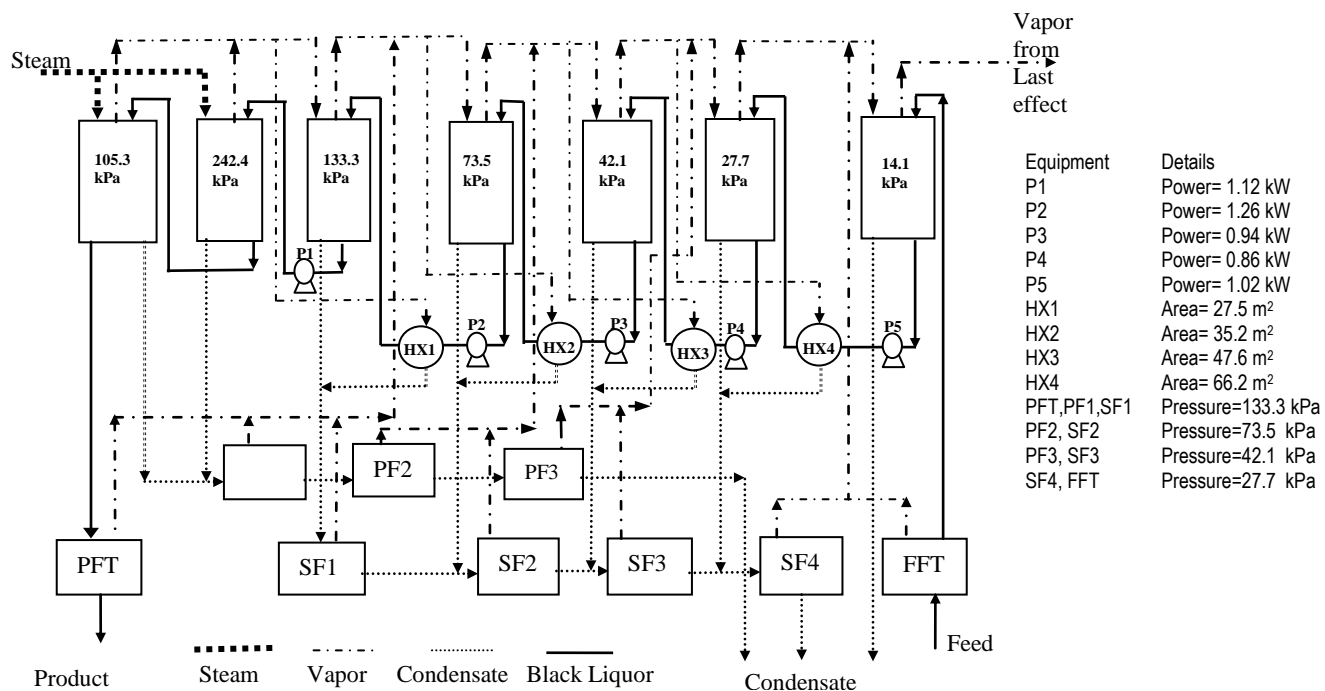 Steam
Vapor
from
Last
effect
105.3
kPa
242.4
kPa
133.3
kPa
73.5
kPa
42.1
kPa
27.7
kPa
14.1
kPa
P1
HX1
P2
HX2
P3
HX3
P4
HX4
P5
PF2
PF3
PFT
SF1
SF2
SF3
SF4
FFT
Feed
Product
Steam
Vapor
Condensate
Black Liquor
Condensate
Equipment Details
P1 Power= 1.12 kW
P2 Power= 1.26 kW
P3 Power= 0.94 kW
P4 Power= 0.86 kW
P5 Power= 1.02 kW
HX1 Area= 27.5 m²
HX2 Area= 35.2 m²
HX3 Area= 47.6 m²
HX4 Area= 66.2 m²
PFT,PF1,SF1 Pressure=133.3 kPa
PF2, SF2 Pressure=73.5 kPa
PF3, SF3 Pressure=42.1 kPa
SF4, FFT Pressure=27.7 kPa